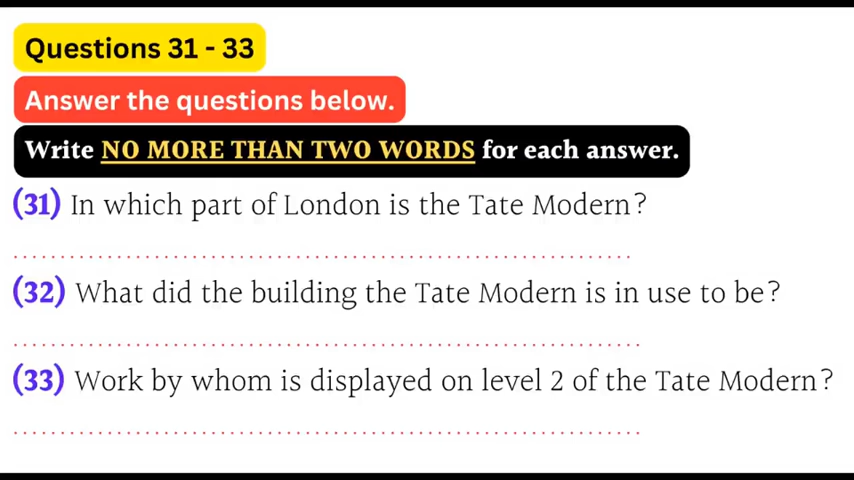 Questions 31 - 33
Answer the questions below.
Write NO MORE THAN TWO WORDS for each answer.
(31) In which part of London is the Tate Modern?
(32) What did the building the Tate Modern is in use to be?
(33) Work by whom is displayed on level 2 of the Tate Modern?